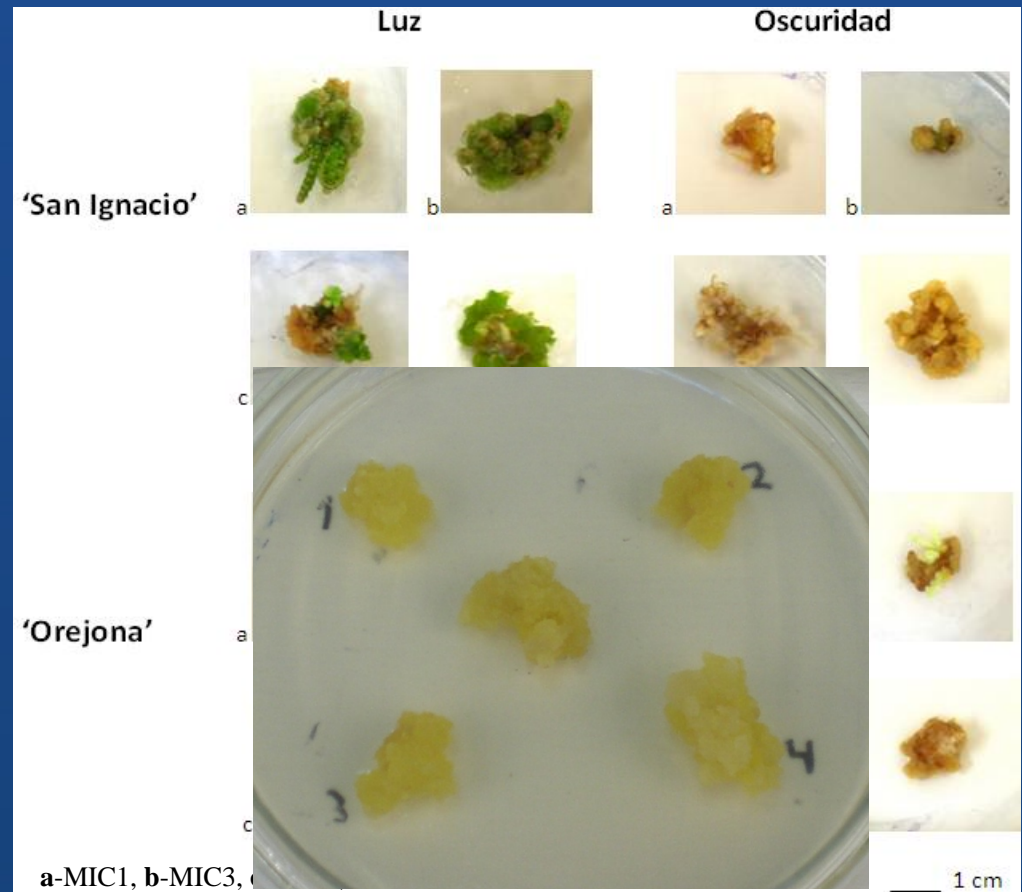 Luz Oscuridad
'San Ignacio'
a b a b
c
1 2
'Orejona'
a
3 4
c
a-MIC1, b-MIC3,
1 cm